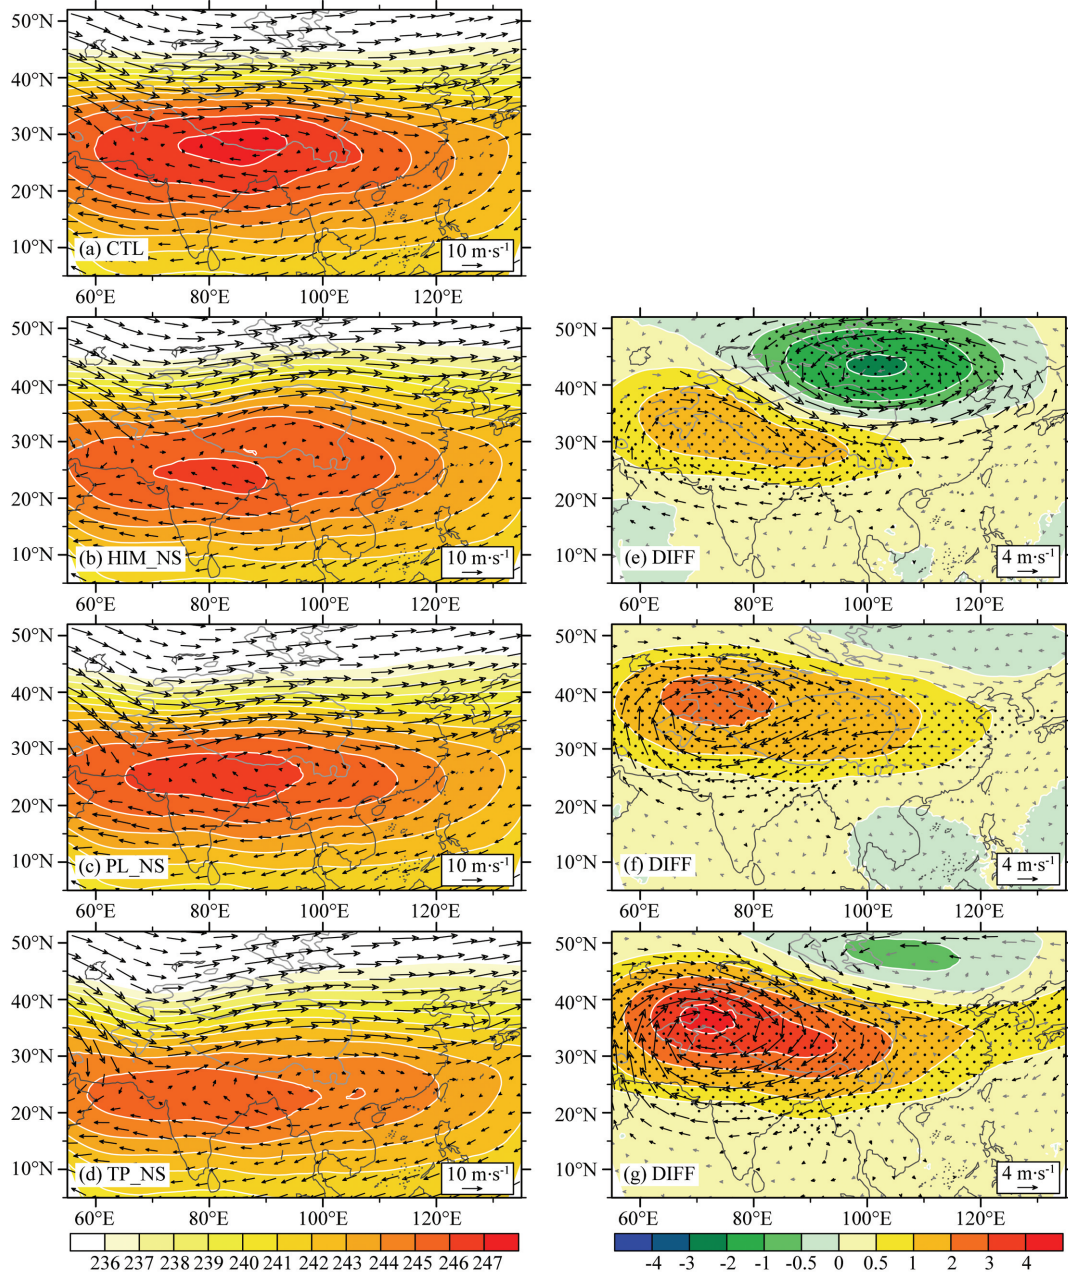 50°N
40°N
30°N
20°N
10°N
(a) CTL
10 m·s⁻¹
60°E 80°E 100°E 120°E
50°N
40°N
30°N
20°N
10°N
(b) HIM_NS
10 m·s⁻¹
60°E 80°E 100°E 120°E
50°N
40°N
30°N
20°N
10°N
(e) DIFF
4 m·s⁻¹
60°E 80°E 100°E 120°E
50°N
40°N
30°N
20°N
10°N
(c) PL_NS
10 m·s⁻¹
60°E 80°E 100°E 120°E
50°N
40°N
30°N
20°N
10°N
(f) DIFF
4 m·s⁻¹
60°E 80°E 100°E 120°E
50°N
40°N
30°N
20°N
10°N
(d) TP_NS
10 m·s⁻¹
60°E 80°E 100°E 120°E
50°N
40°N
30°N
20°N
10°N
(g) DIFF
4 m·s⁻¹
60°E 80°E 100°E 120°E
236 237 238 239 240 241 242 243 244 245 246 247
-4 -3 -2 -1 -0.5 0 0.5 1 2 3 4